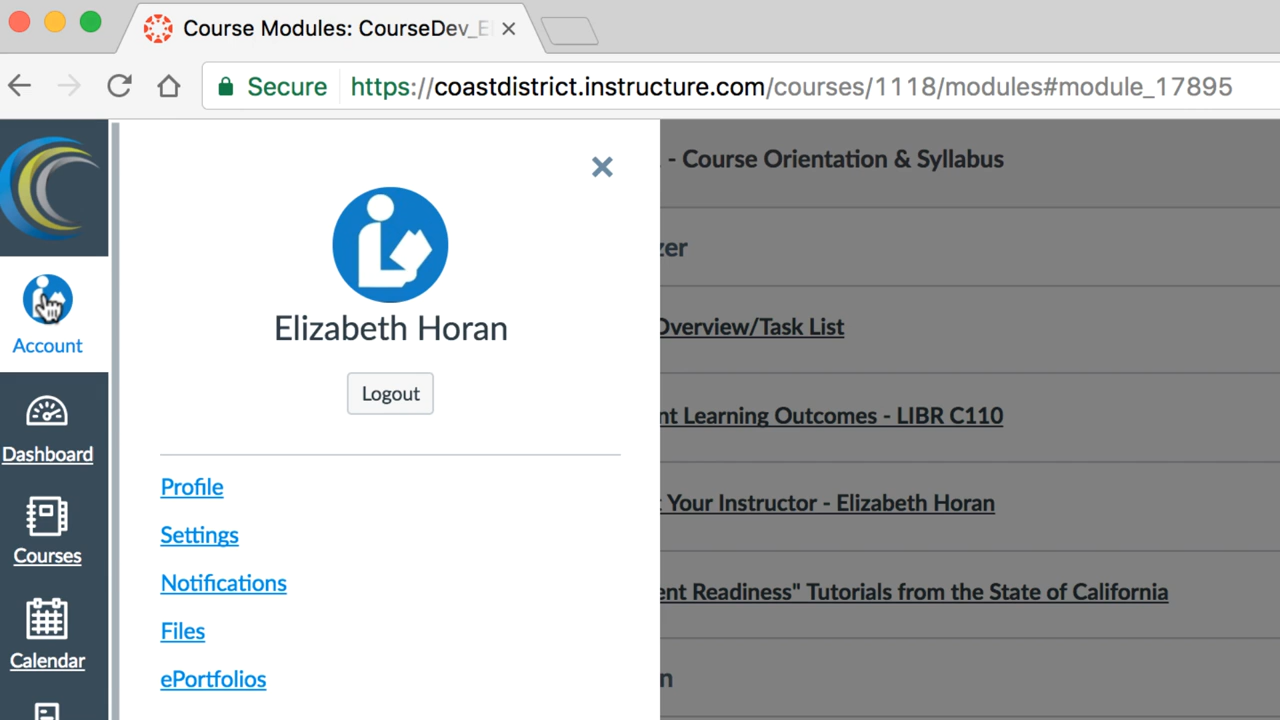 Course Modules: CourseDev_E
Secure https://coastdistrict.instructure.com/courses/1118/modules#module_17895
- Course Orientation & Syllabus
zer
Overview/Task List
nt Learning Outcomes - LIBR C110
Your Instructor - Elizabeth Horan
ent Readiness" Tutorials from the State of California
n
Elizabeth Horan
Logout
Profile
Settings
Notifications
Files
ePortfolios
Account
Dashboard
Courses
Calendar